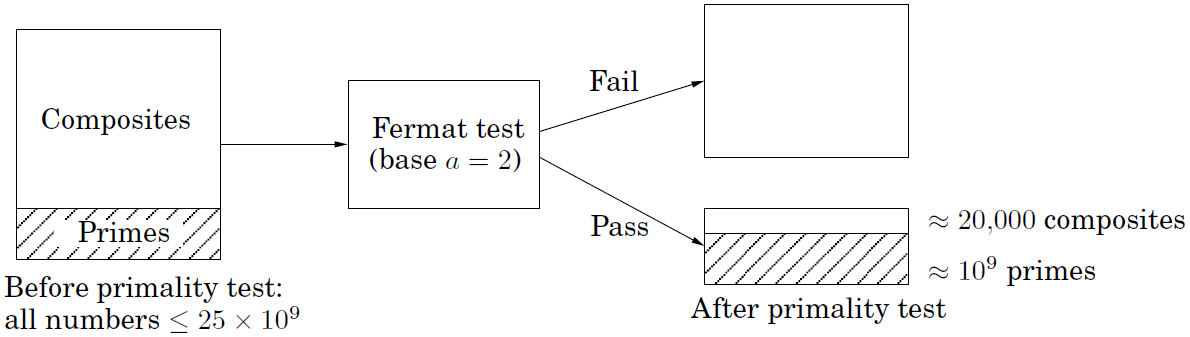 Composites
Primes
Before primality test:
all numbers ≤ 25 × 10⁹
Fermat test
(base a = 2)
Fail
Pass
≈ 20,000 composites
≈ 10⁹ primes
After primality test